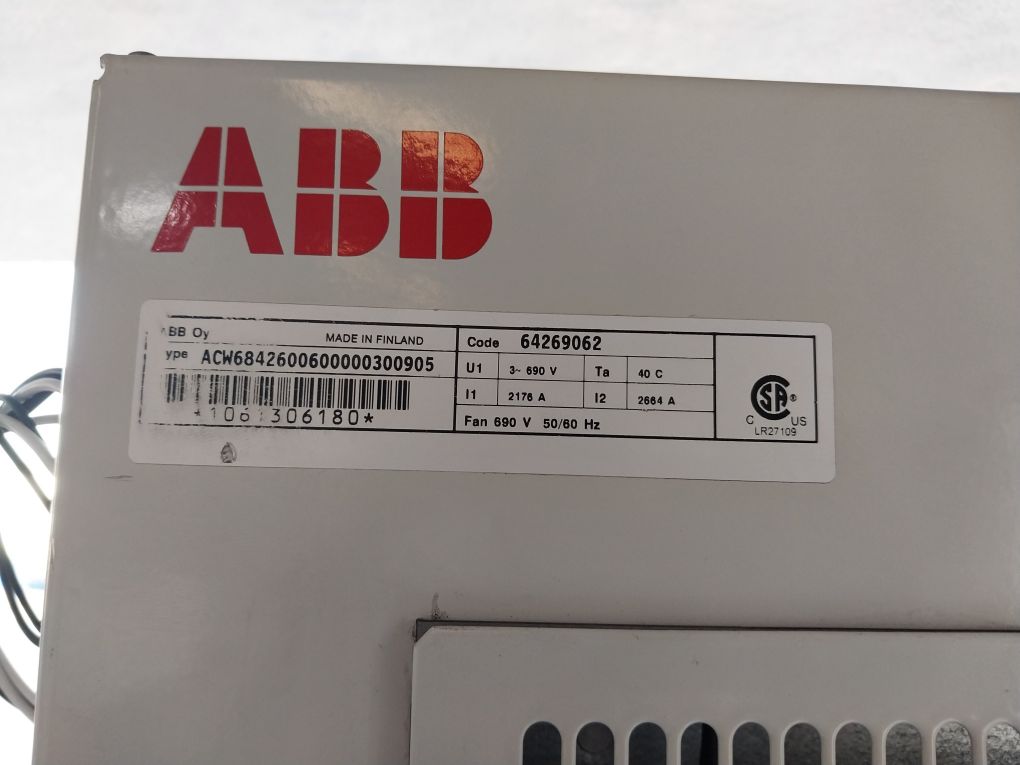 ABB
ABB Oy MADE IN FINLAND
ype ACW6842600600000300905
Code 64269062
U1 3~ 690 V Ta 40 C
I1 2176 A I2 2664 A
Fan 690 V 50/60 Hz
SA ®
C US
LR27109